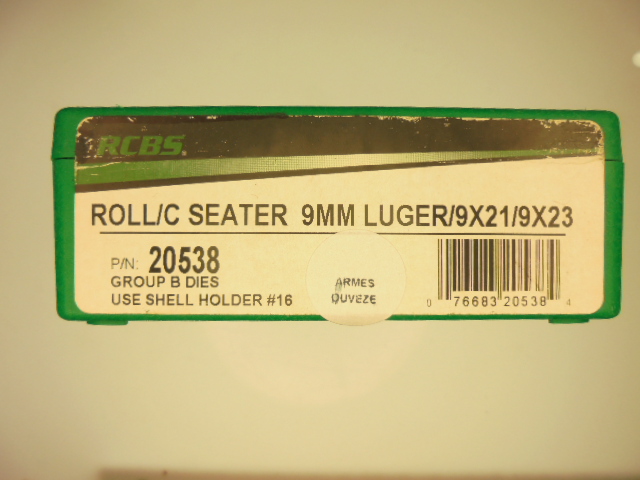 RCBS.
ROLL/C SEATER 9MM LUGER/9X21/9X23
P/N: 20538
GROUP B DIES
USE SHELL HOLDER #16
ARMES
OUVEZE
0 76683 20538 4